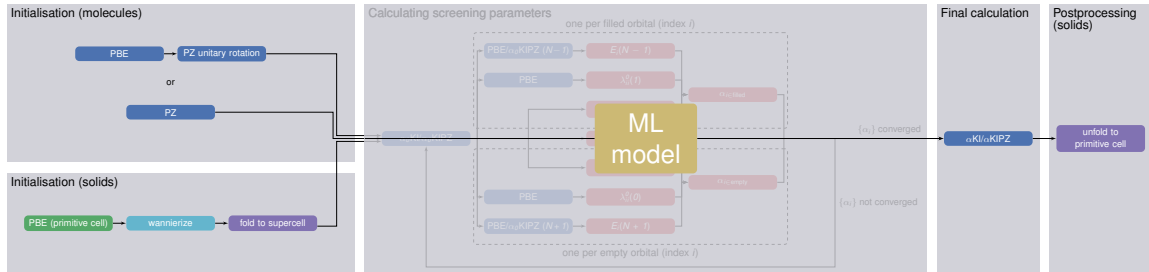 Initialisation (molecules)
PBE
PZ unitary rotation
or
PZ
Initialisation (solids)
PBE (primitive cell)
wannierize
fold to supercell
Calculating screening parameters
one per filled orbital (index i)
PBE/α₀KIPZ (N − 1)
Eᵢ(N − 1)
PBE
ML
model
{αᵢ} converged
{αᵢ} not converged
PBE
PBE/α₀KIPZ (N + 1)
Eᵢ(N + 1)
one per empty orbital (index i)
Final calculation
αKI/αKIPZ
Postprocessing
(solids)
unfold to
primitive cell